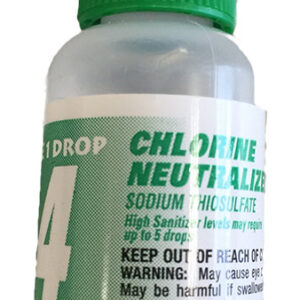 1 DROP
4
CHLORINE
NEUTRALIZE
SODIUM THIOSULFATE
High Sanitizer levels may require
up to 5 drops
KEEP OUT OF REACH OF C
WARNING: May cause eye
May be harmful if swallowe